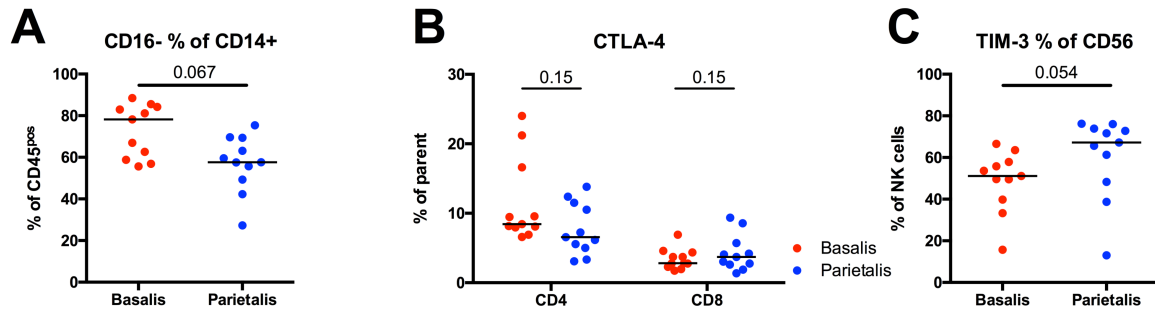 A
CD16- % of CD14+
0.067
% of CD45pos
100
80
60
40
20
0
Basalis
Parietalis
B
CTLA-4
0.15
0.15
% of parent
30
20
10
0
CD4
CD8
Basalis
Parietalis
C
TIM-3 % of CD56
0.054
% of NK cells
100
80
60
40
20
0
Basalis
Parietalis